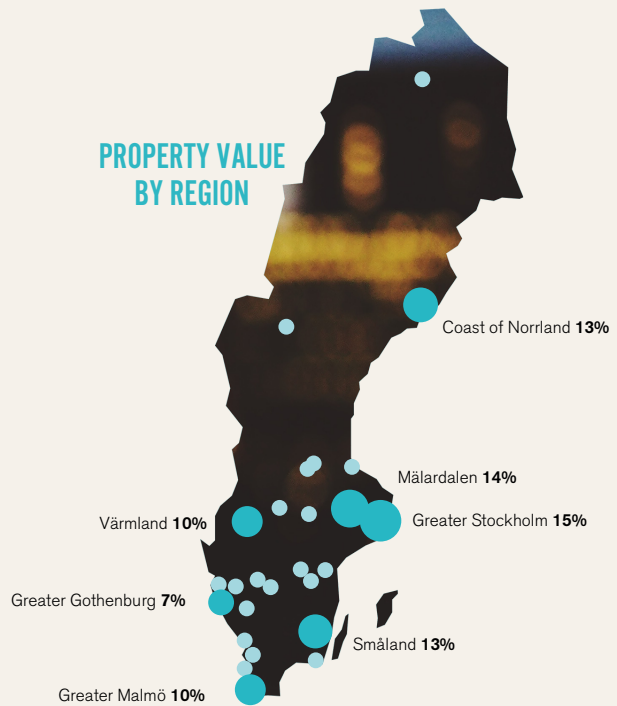 PROPERTY VALUE
BY REGION
Coast of Norrland 13%
Mälardalen 14%
Greater Stockholm 15%
Värmland 10%
Greater Gothenburg 7%
Småland 13%
Greater Malmö 10%